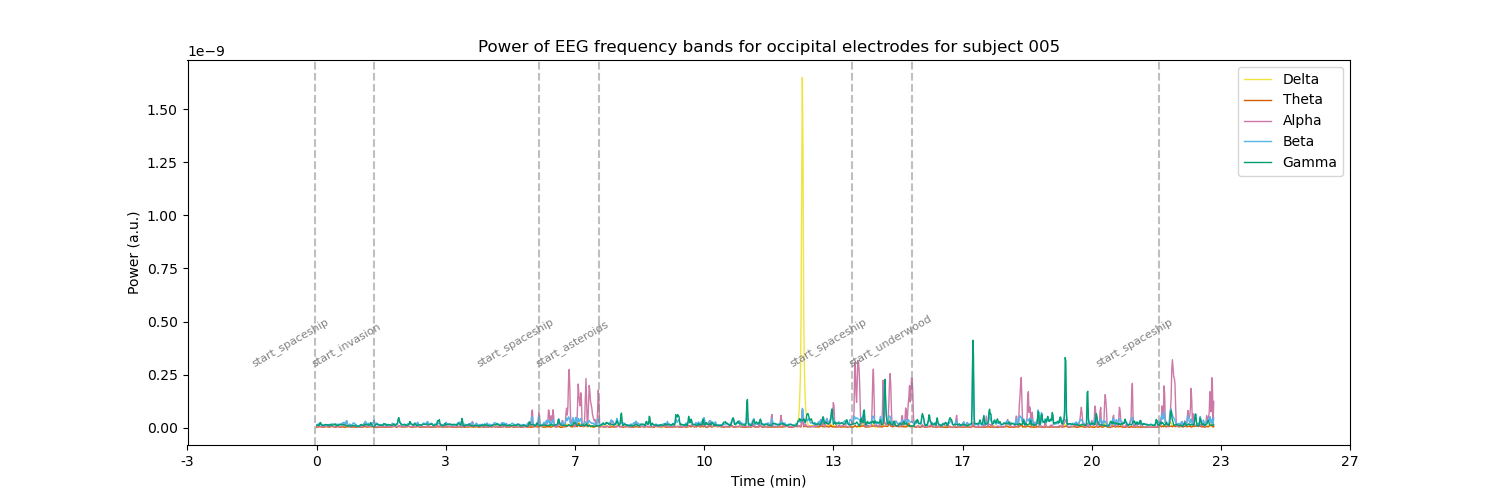 Power of EEG frequency bands for occipital electrodes for subject 005
1e−9
Delta
Theta
Alpha
Beta
Gamma
1.50
1.25
1.00
0.75
0.50
0.25
0.00
Power (a.u.)
start_spaceship
start_invasion
start_spaceship
start_asteroids
start_spaceship
start_underwood
start_spaceship
-3 0 3 7 10 13 17 20 23 27
Time (min)